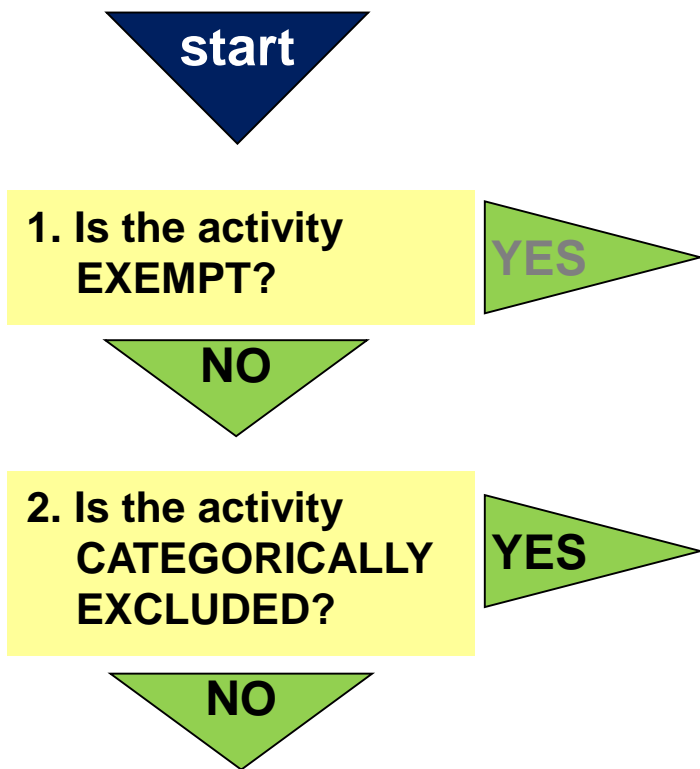 start
1. Is the activity
EXEMPT?
YES
NO
2. Is the activity
CATEGORICALLY
EXCLUDED?
YES
NO